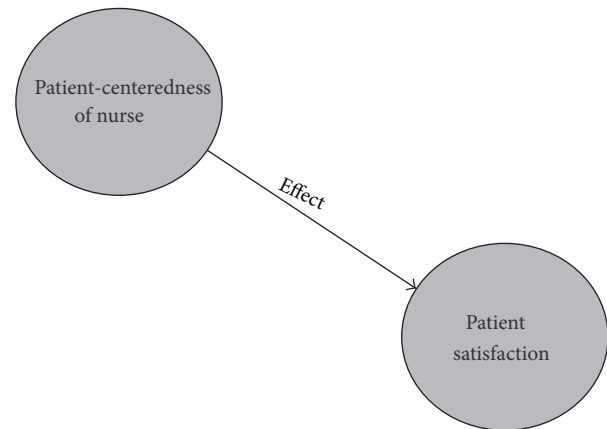 Patient-centeredness
of nurse
Effect
Patient
satisfaction